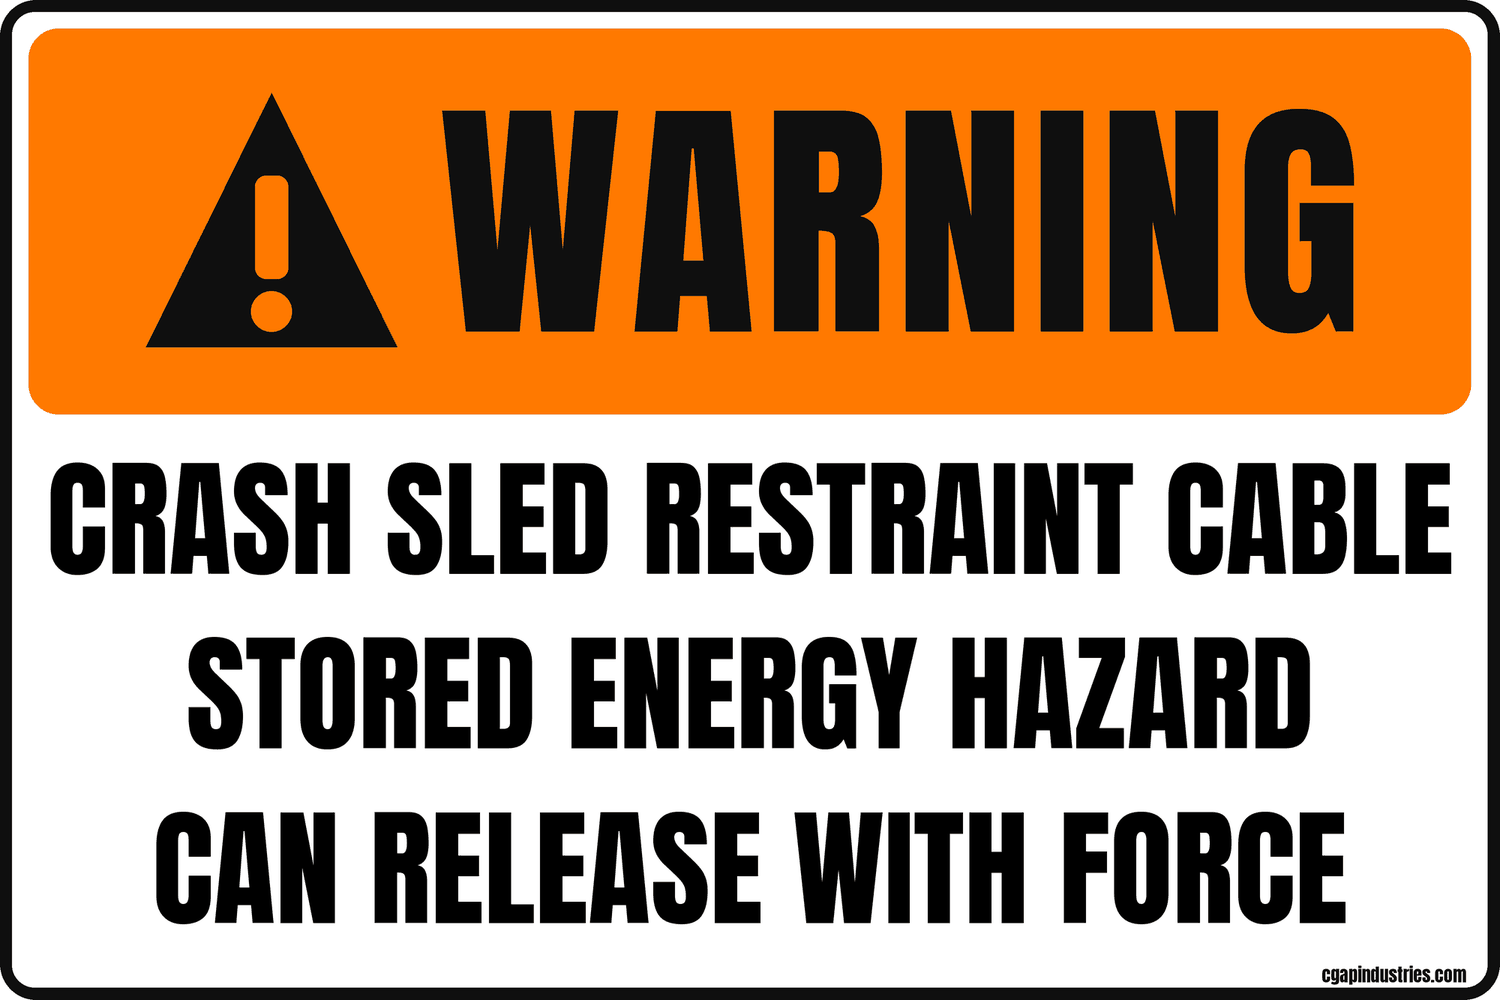 WARNING
CRASH SLED RESTRAINT CABLE
STORED ENERGY HAZARD
CAN RELEASE WITH FORCE
cgapindustries.com